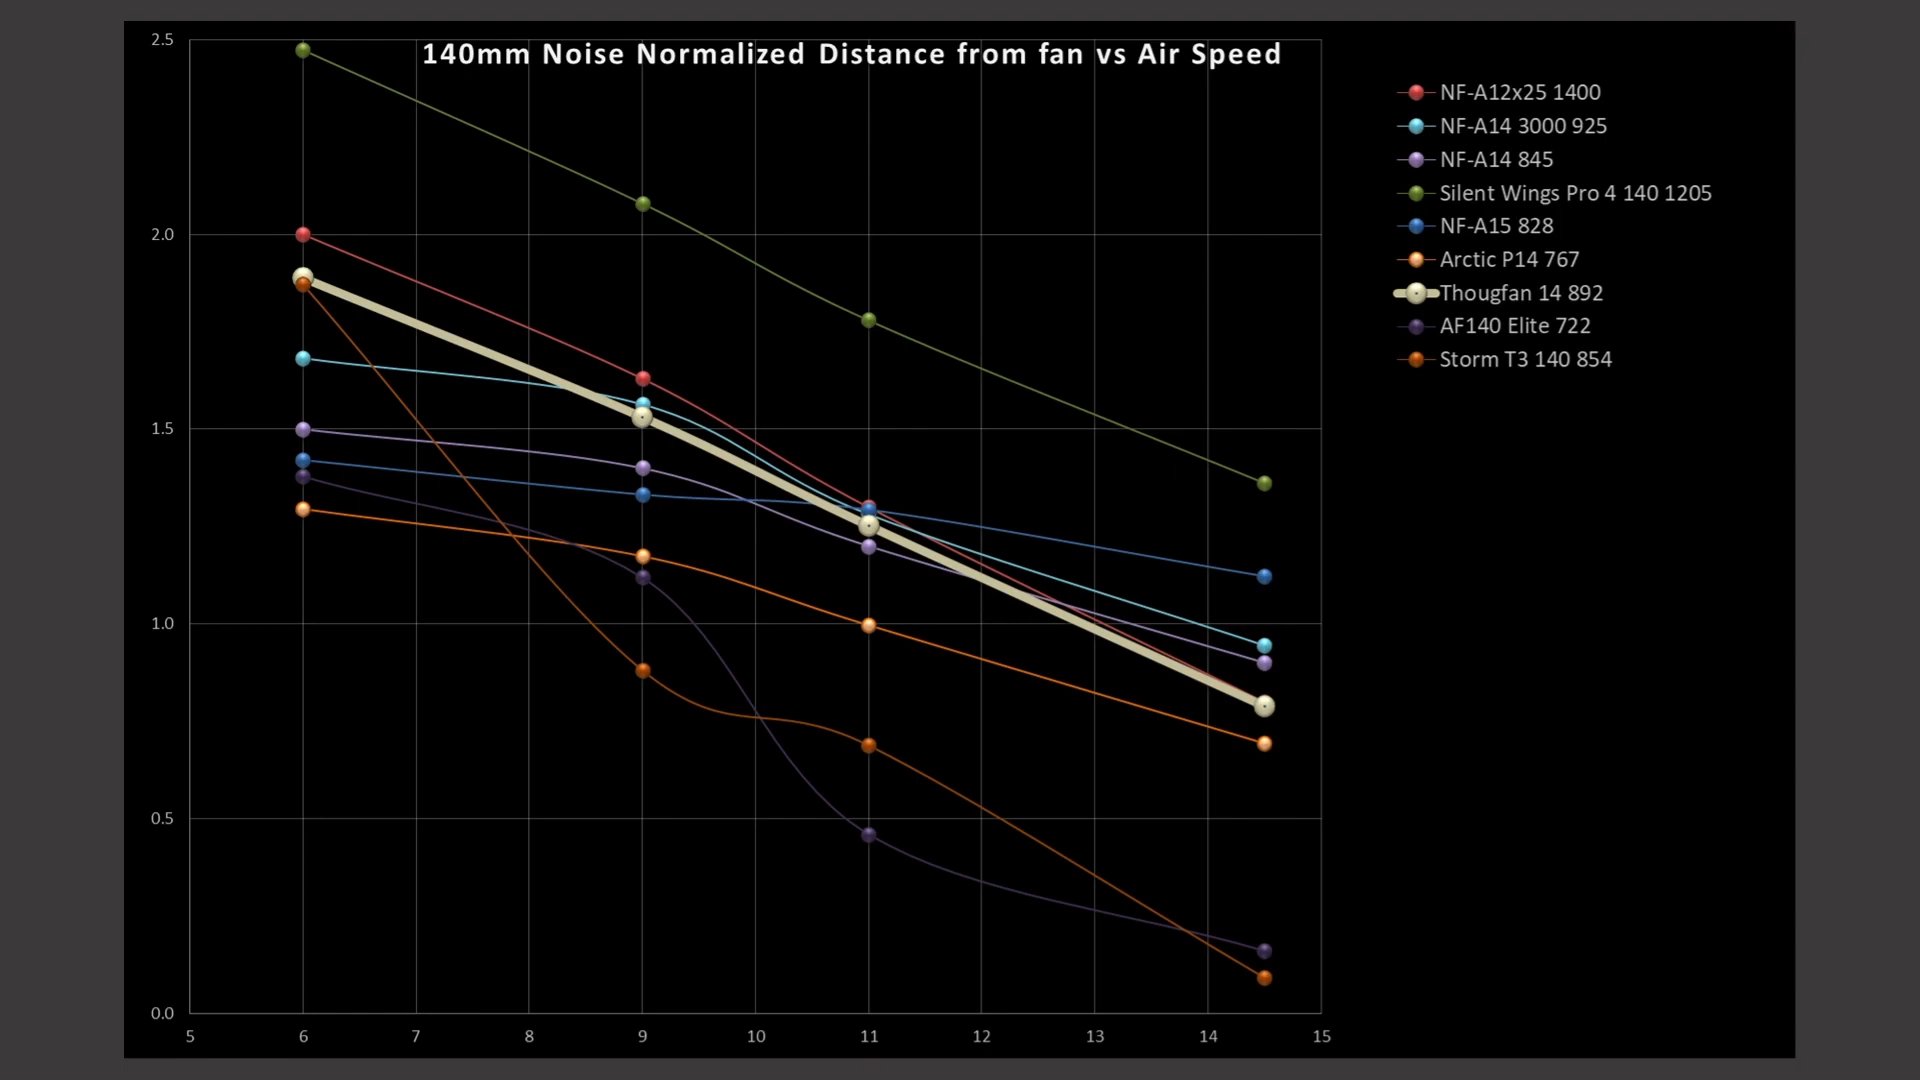 140mm Noise Normalized Distance from fan vs Air Speed
2.5
2.0
1.5
1.0
0.5
0.0
5 6 7 8 9 10 11 12 13 14 15
NF-A12x25 1400
NF-A14 3000 925
NF-A14 845
Silent Wings Pro 4 140 1205
NF-A15 828
Arctic P14 767
Thougfan 14 892
AF140 Elite 722
Storm T3 140 854